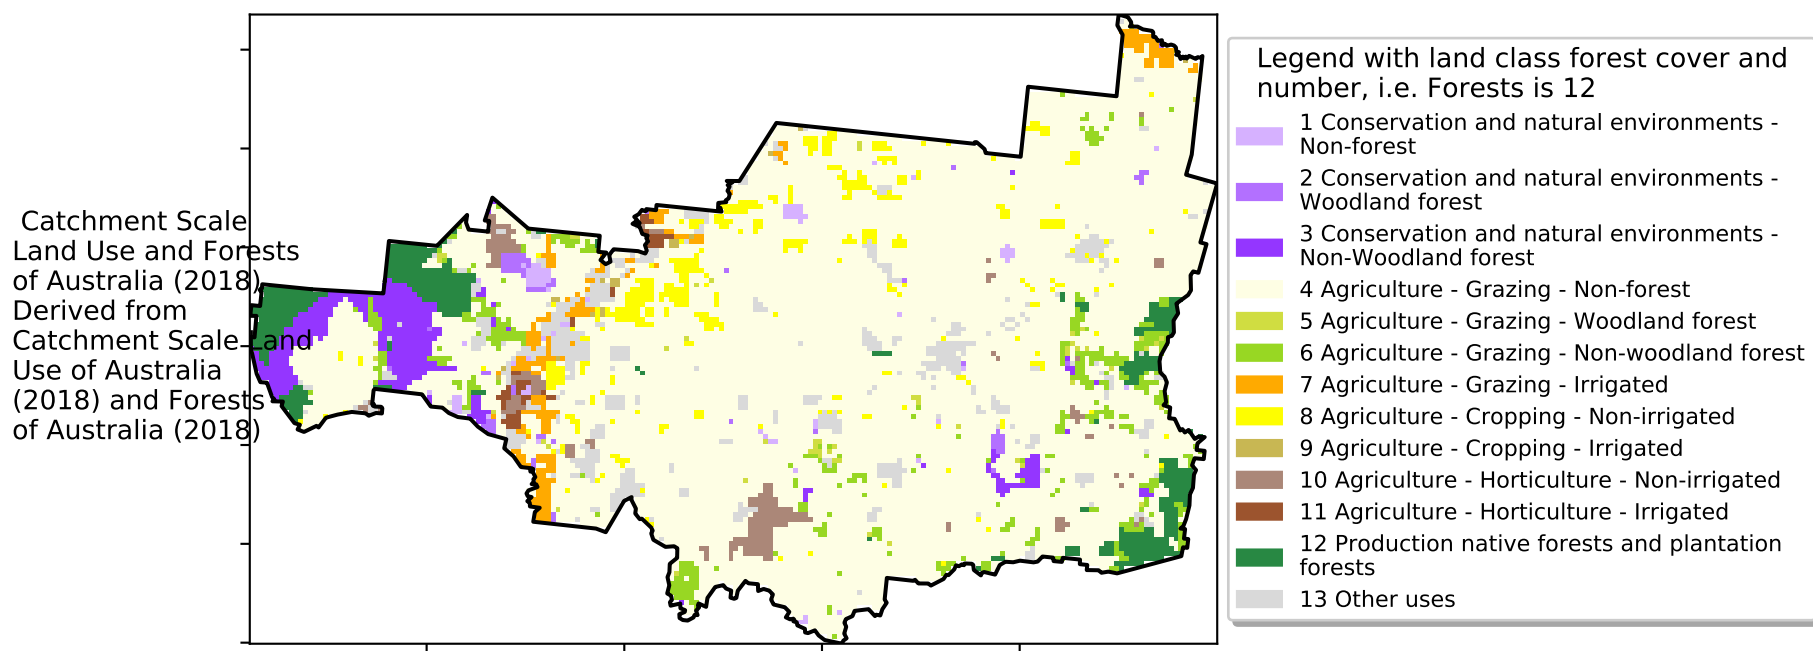 Catchment Scale
Land Use and Forests
of Australia (2018)
Derived from
Catchment Scale Land
Use of Australia
(2018) and Forests
of Australia (2018)
Legend with land class forest cover and
number, i.e. Forests is 12
1 Conservation and natural environments -
Non-forest
2 Conservation and natural environments -
Woodland forest
3 Conservation and natural environments -
Non-Woodland forest
4 Agriculture - Grazing - Non-forest
5 Agriculture - Grazing - Woodland forest
6 Agriculture - Grazing - Non-woodland forest
7 Agriculture - Grazing - Irrigated
8 Agriculture - Cropping - Non-irrigated
9 Agriculture - Cropping - Irrigated
10 Agriculture - Horticulture - Non-irrigated
11 Agriculture - Horticulture - Irrigated
12 Production native forests and plantation
forests
13 Other uses